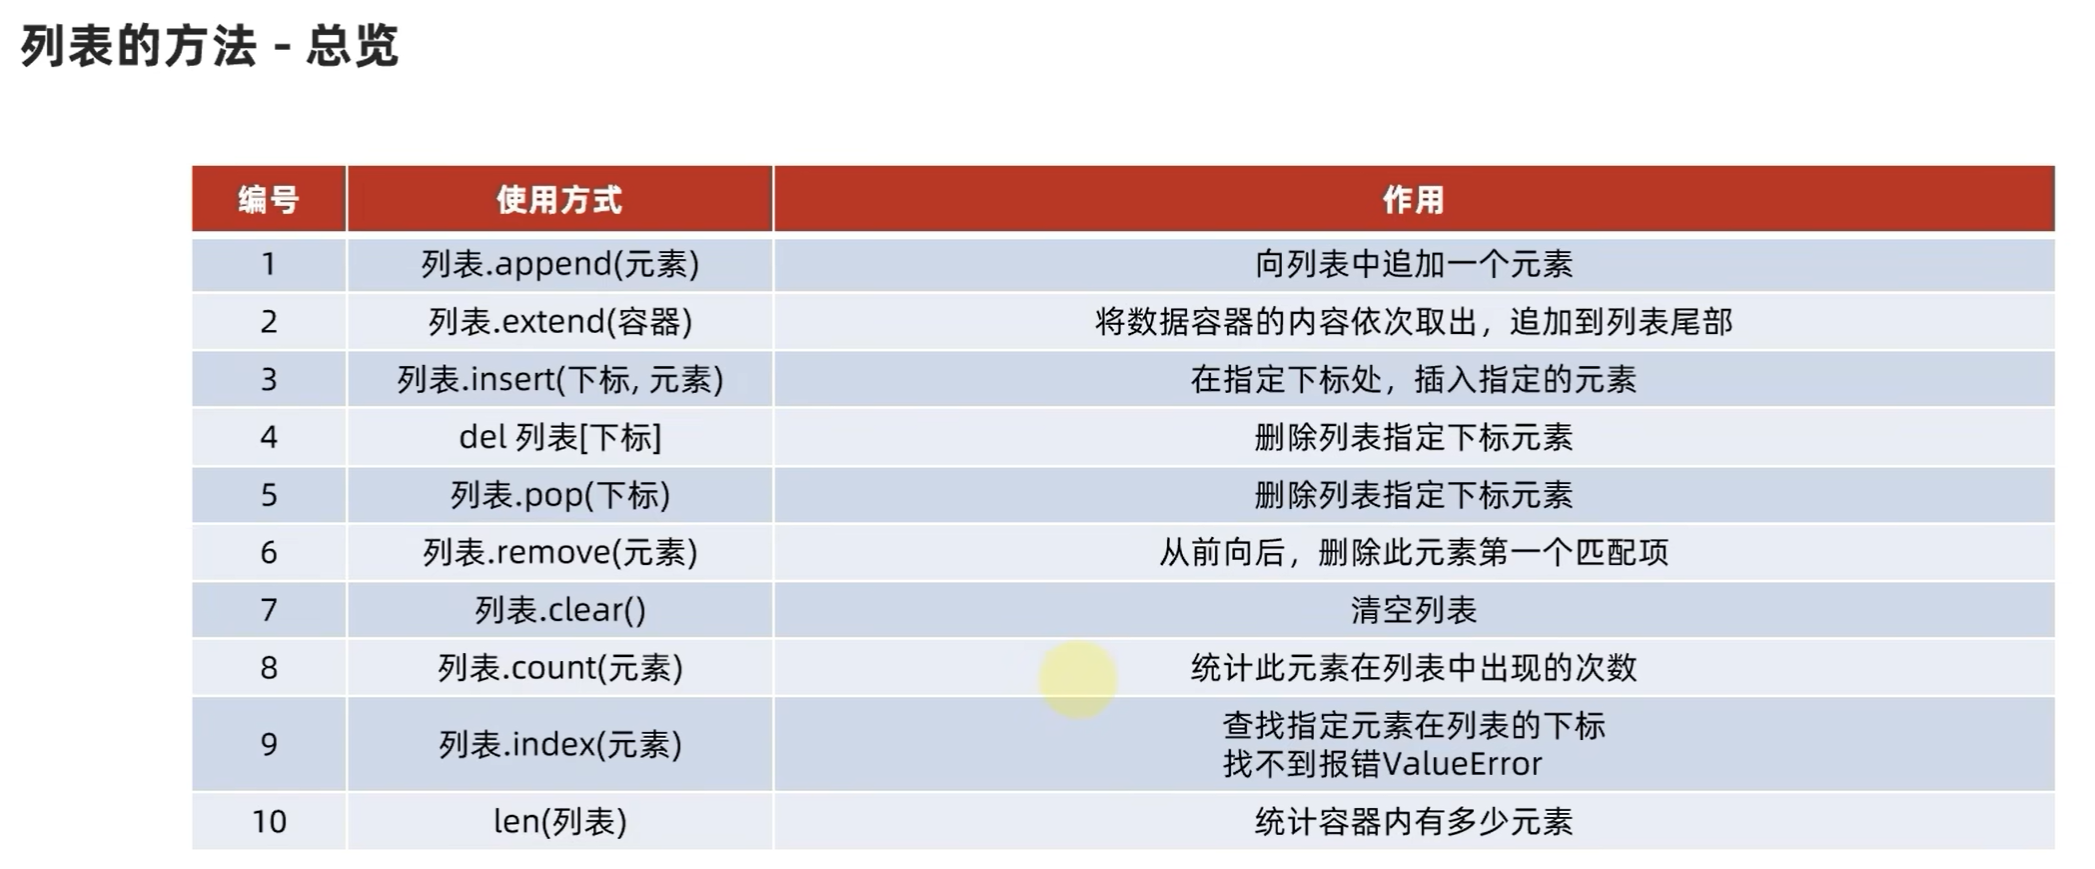 列表的方法 - 总览
编号 使用方式 作用
1 列表.append(元素) 向列表中追加一个元素
2 列表.extend(容器) 将数据容器的内容依次取出，追加到列表尾部
3 列表.insert(下标, 元素) 在指定下标处，插入指定的元素
4 del 列表[下标] 删除列表指定下标元素
5 列表.pop(下标) 删除列表指定下标元素
6 列表.remove(元素) 从前向后，删除此元素第一个匹配项
7 列表.clear() 清空列表
8 列表.count(元素) 统计此元素在列表中出现的次数
9 列表.index(元素) 查找指定元素在列表的下标
找不到报错ValueError
10 len(列表) 统计容器内有多少元素